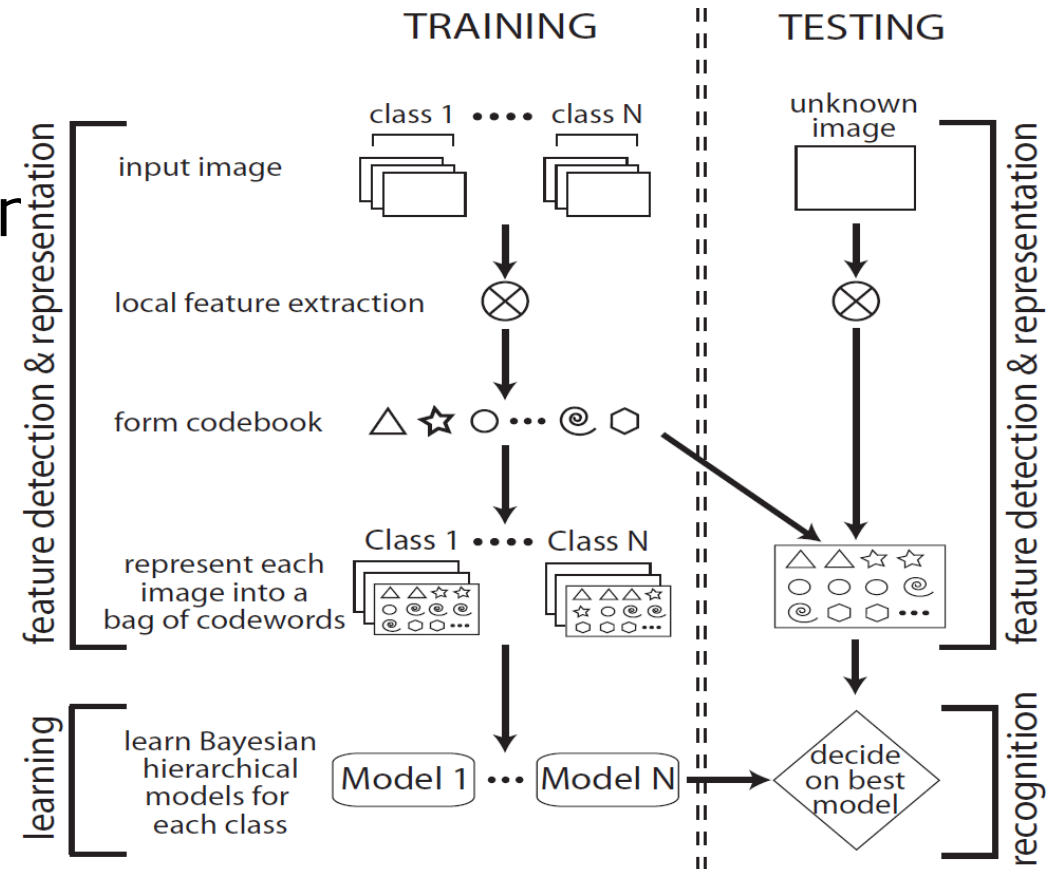 TRAINING
TESTING
class 1 •••• class N
unknown
image
input image
r
feature detection & representation
feature detection & representation
local feature extraction
form codebook
•••
Class 1 •••• Class N
represent each
image into a
bag of codewords
•••
•••
•••
learning
learn Bayesian
hierarchical
models for
each class
Model 1 ••• Model N
decide
on best
model
recognition